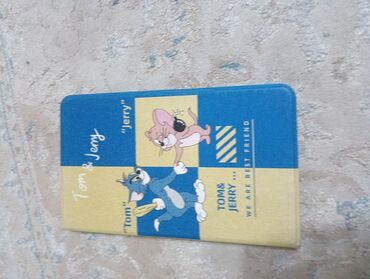 Tom & Jerry
"Tom"
"Jerry"
TOM&
JERRY ...
WE ARE BEST FRIEND